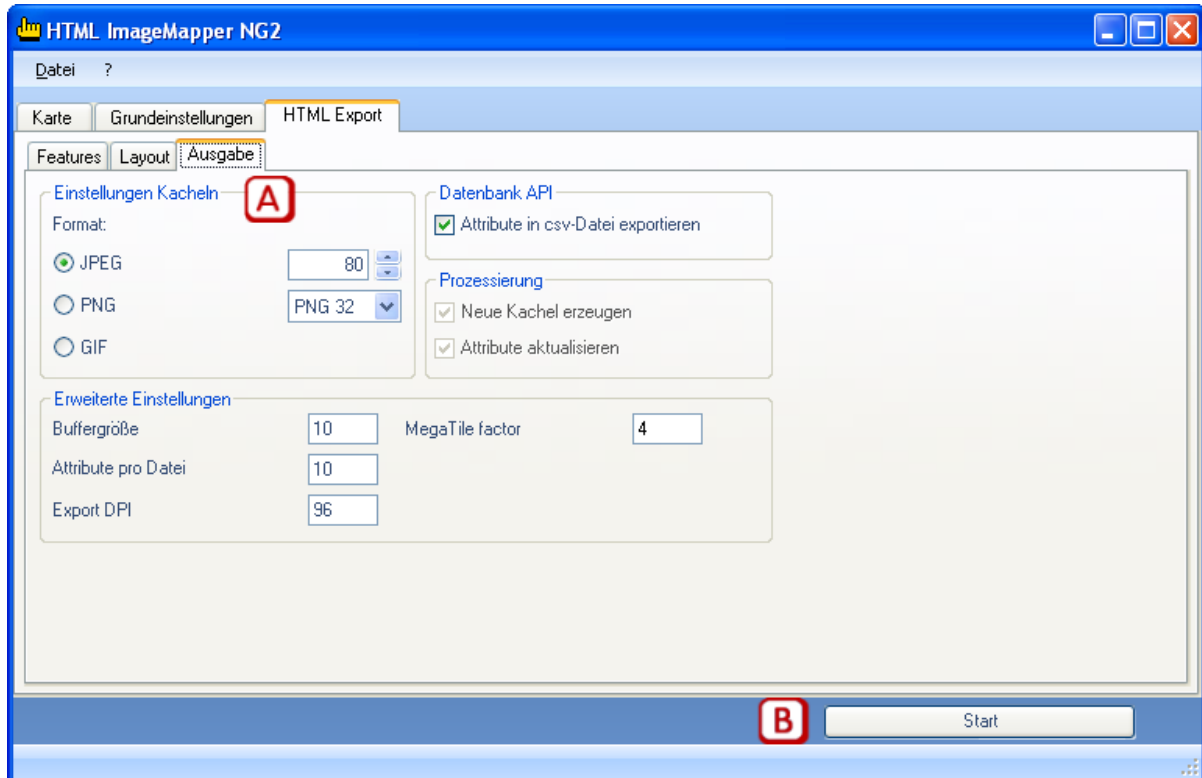 HTML ImageMapper NG2
Datei ?
Karte Grundeinstellungen HTML Export
Features Layout Ausgabe
Einstellungen Kacheln A
Format:
JPEG 80
PNG PNG 32
GIF
Datenbank API
Attribute in csv-Datei exportieren
Prozessierung
Neue Kachel erzeugen
Attribute aktualisieren
Erweiterte Einstellungen
Buffergröße 10 MegaTile factor 4
Attribute pro Datei 10
Export DPI 96
B Start